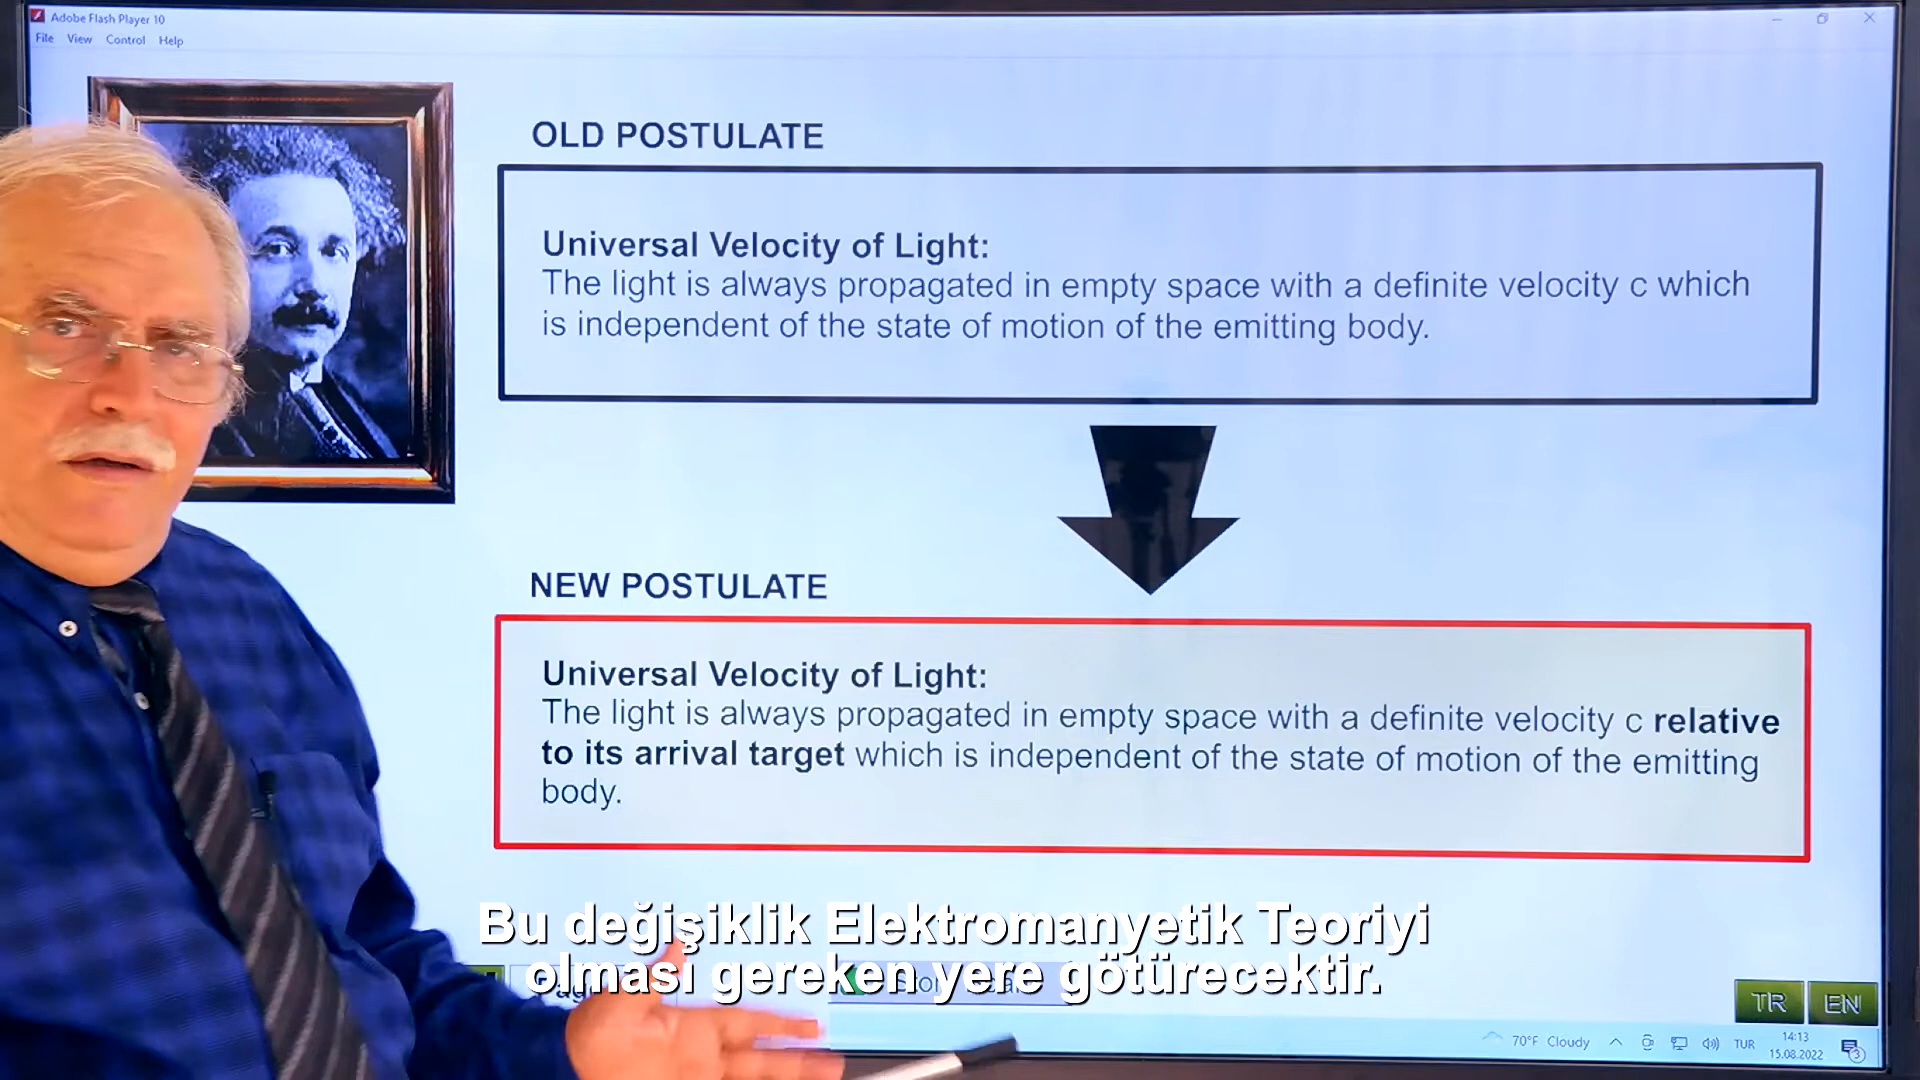 Adobe Flash Player 10
File View Control Help
OLD POSTULATE
Universal Velocity of Light:
The light is always propagated in empty space with a definite velocity c which
is independent of the state of motion of the emitting body.
NEW POSTULATE
Universal Velocity of Light:
The light is always propagated in empty space with a definite velocity c relative
to its arrival target which is independent of the state of motion of the emitting
body.
Bu değişiklik Elektromanyetik Teoriyi
olması gereken yere götürecektir.
TR EN
70°F Cloudy
TUR
14:13
15.08.2022
3